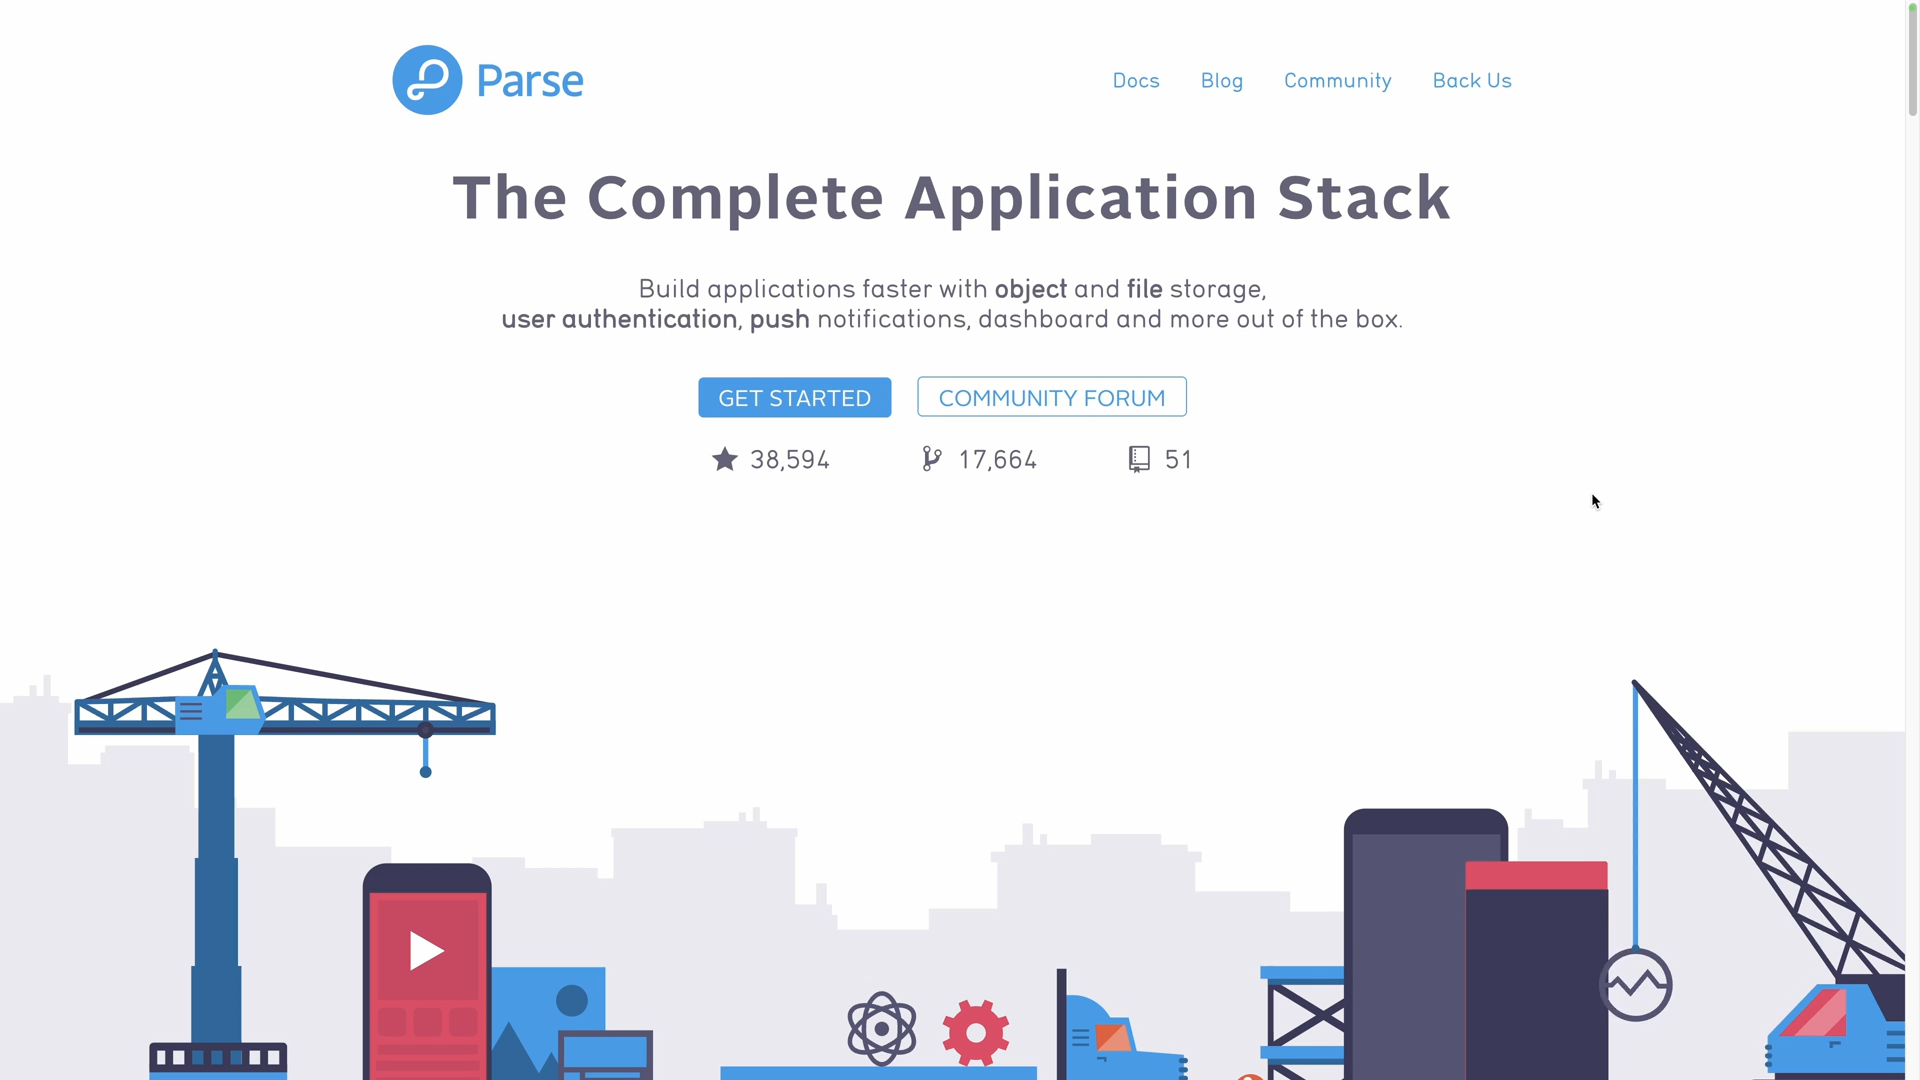 Parse
Docs
Blog
Community
Back Us
The Complete Application Stack
Build applications faster with object and file storage,
user authentication, push notifications, dashboard and more out of the box.
GET STARTED
COMMUNITY FORUM
38,594
17,664
51